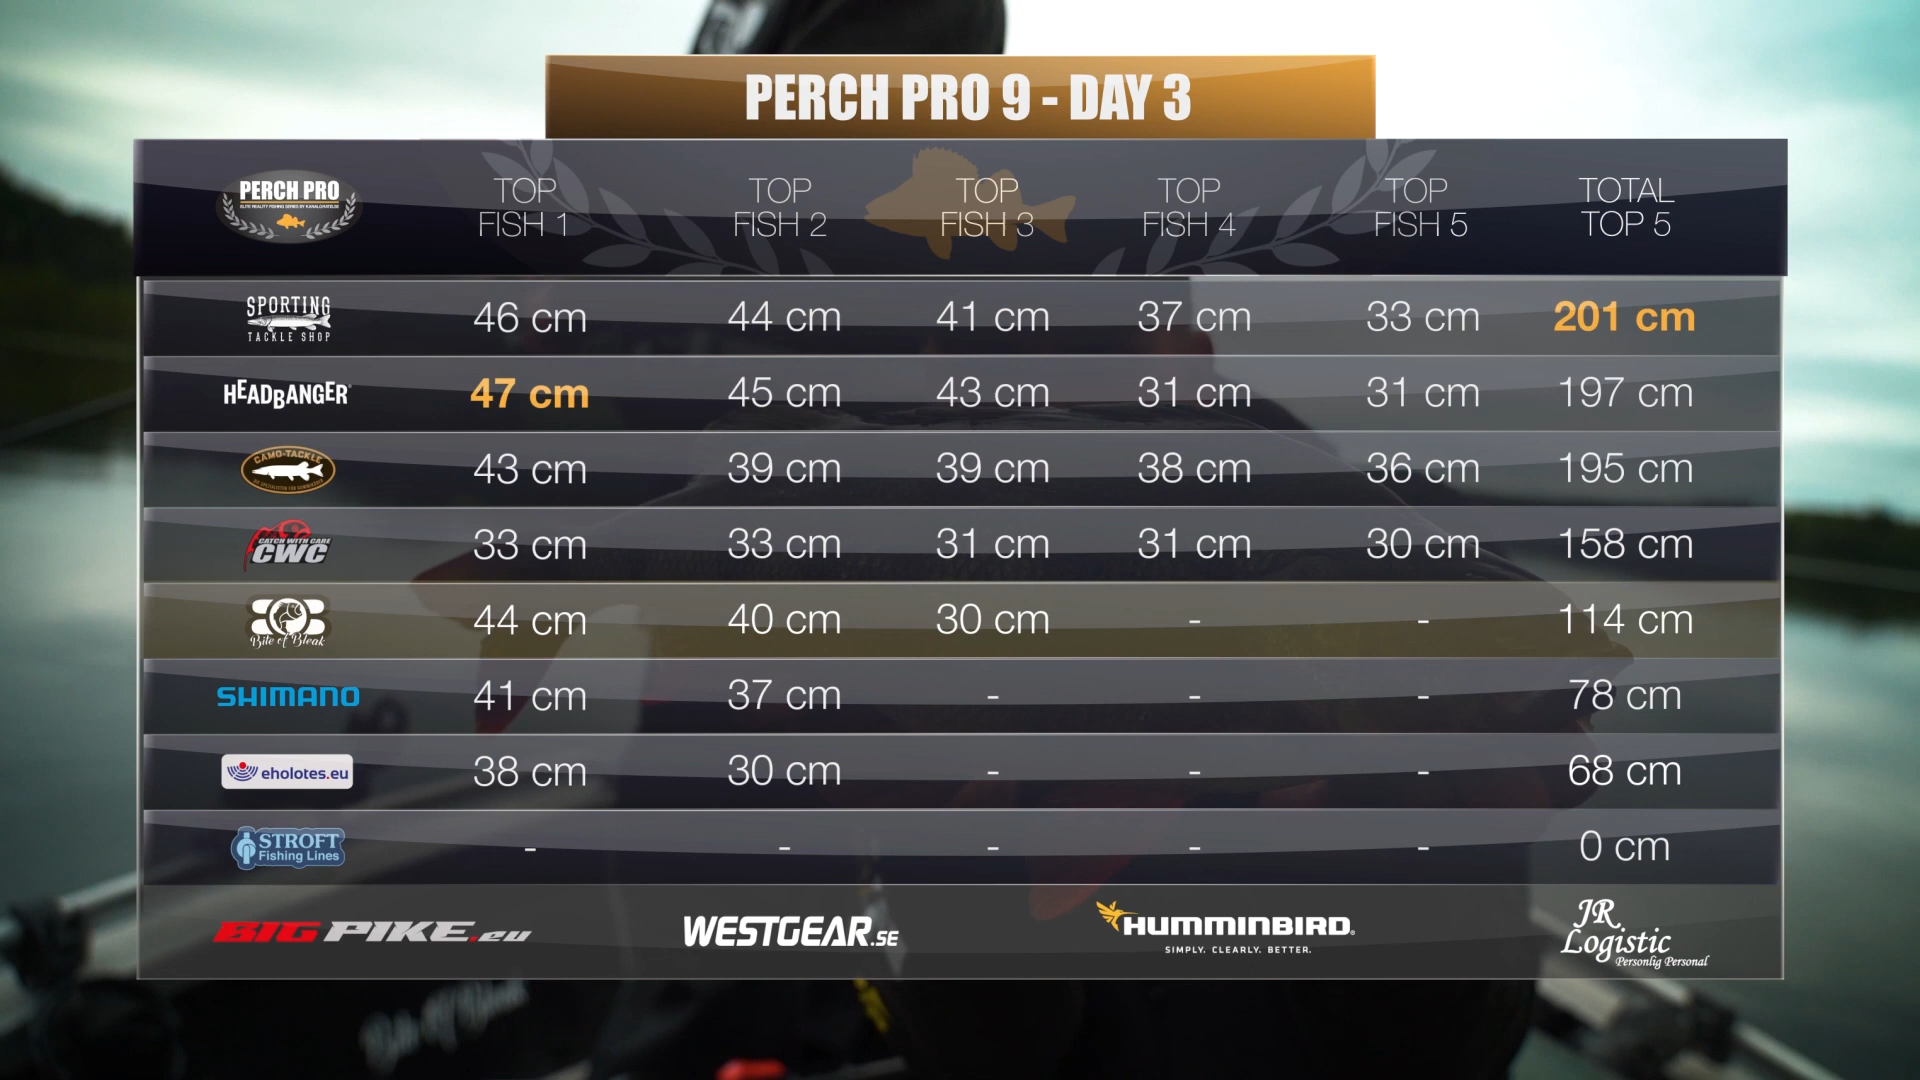 PERCH PRO 9 - DAY 3
PERCH PRO
TOP FISH 1 TOP FISH 2 TOP FISH 3 TOP FISH 4 TOP FISH 5 TOTAL TOP 5
SPORTING
TACKLE SHOP
46 cm 44 cm 41 cm 37 cm 33 cm 201 cm
HEADBANGER 47 cm 45 cm 43 cm 31 cm 31 cm 197 cm
CAMO-TACKLE
43 cm 39 cm 39 cm 38 cm 36 cm 195 cm
CATCH WITH CARE
CWC
33 cm 33 cm 31 cm 31 cm 30 cm 158 cm
Bite of Bleak
44 cm 40 cm 30 cm - - 114 cm
SHIMANO 41 cm 37 cm - - - 78 cm
eholotes.eu 38 cm 30 cm - - - 68 cm
STROFT
Fishing Lines
- - - - - 0 cm
BIG PIKE.eu
WESTGEAR.SE
HUMMINBIRD®
SIMPLY. CLEARLY. BETTER.
JR
Logistic
Personlig Personal
Bite of Bleak